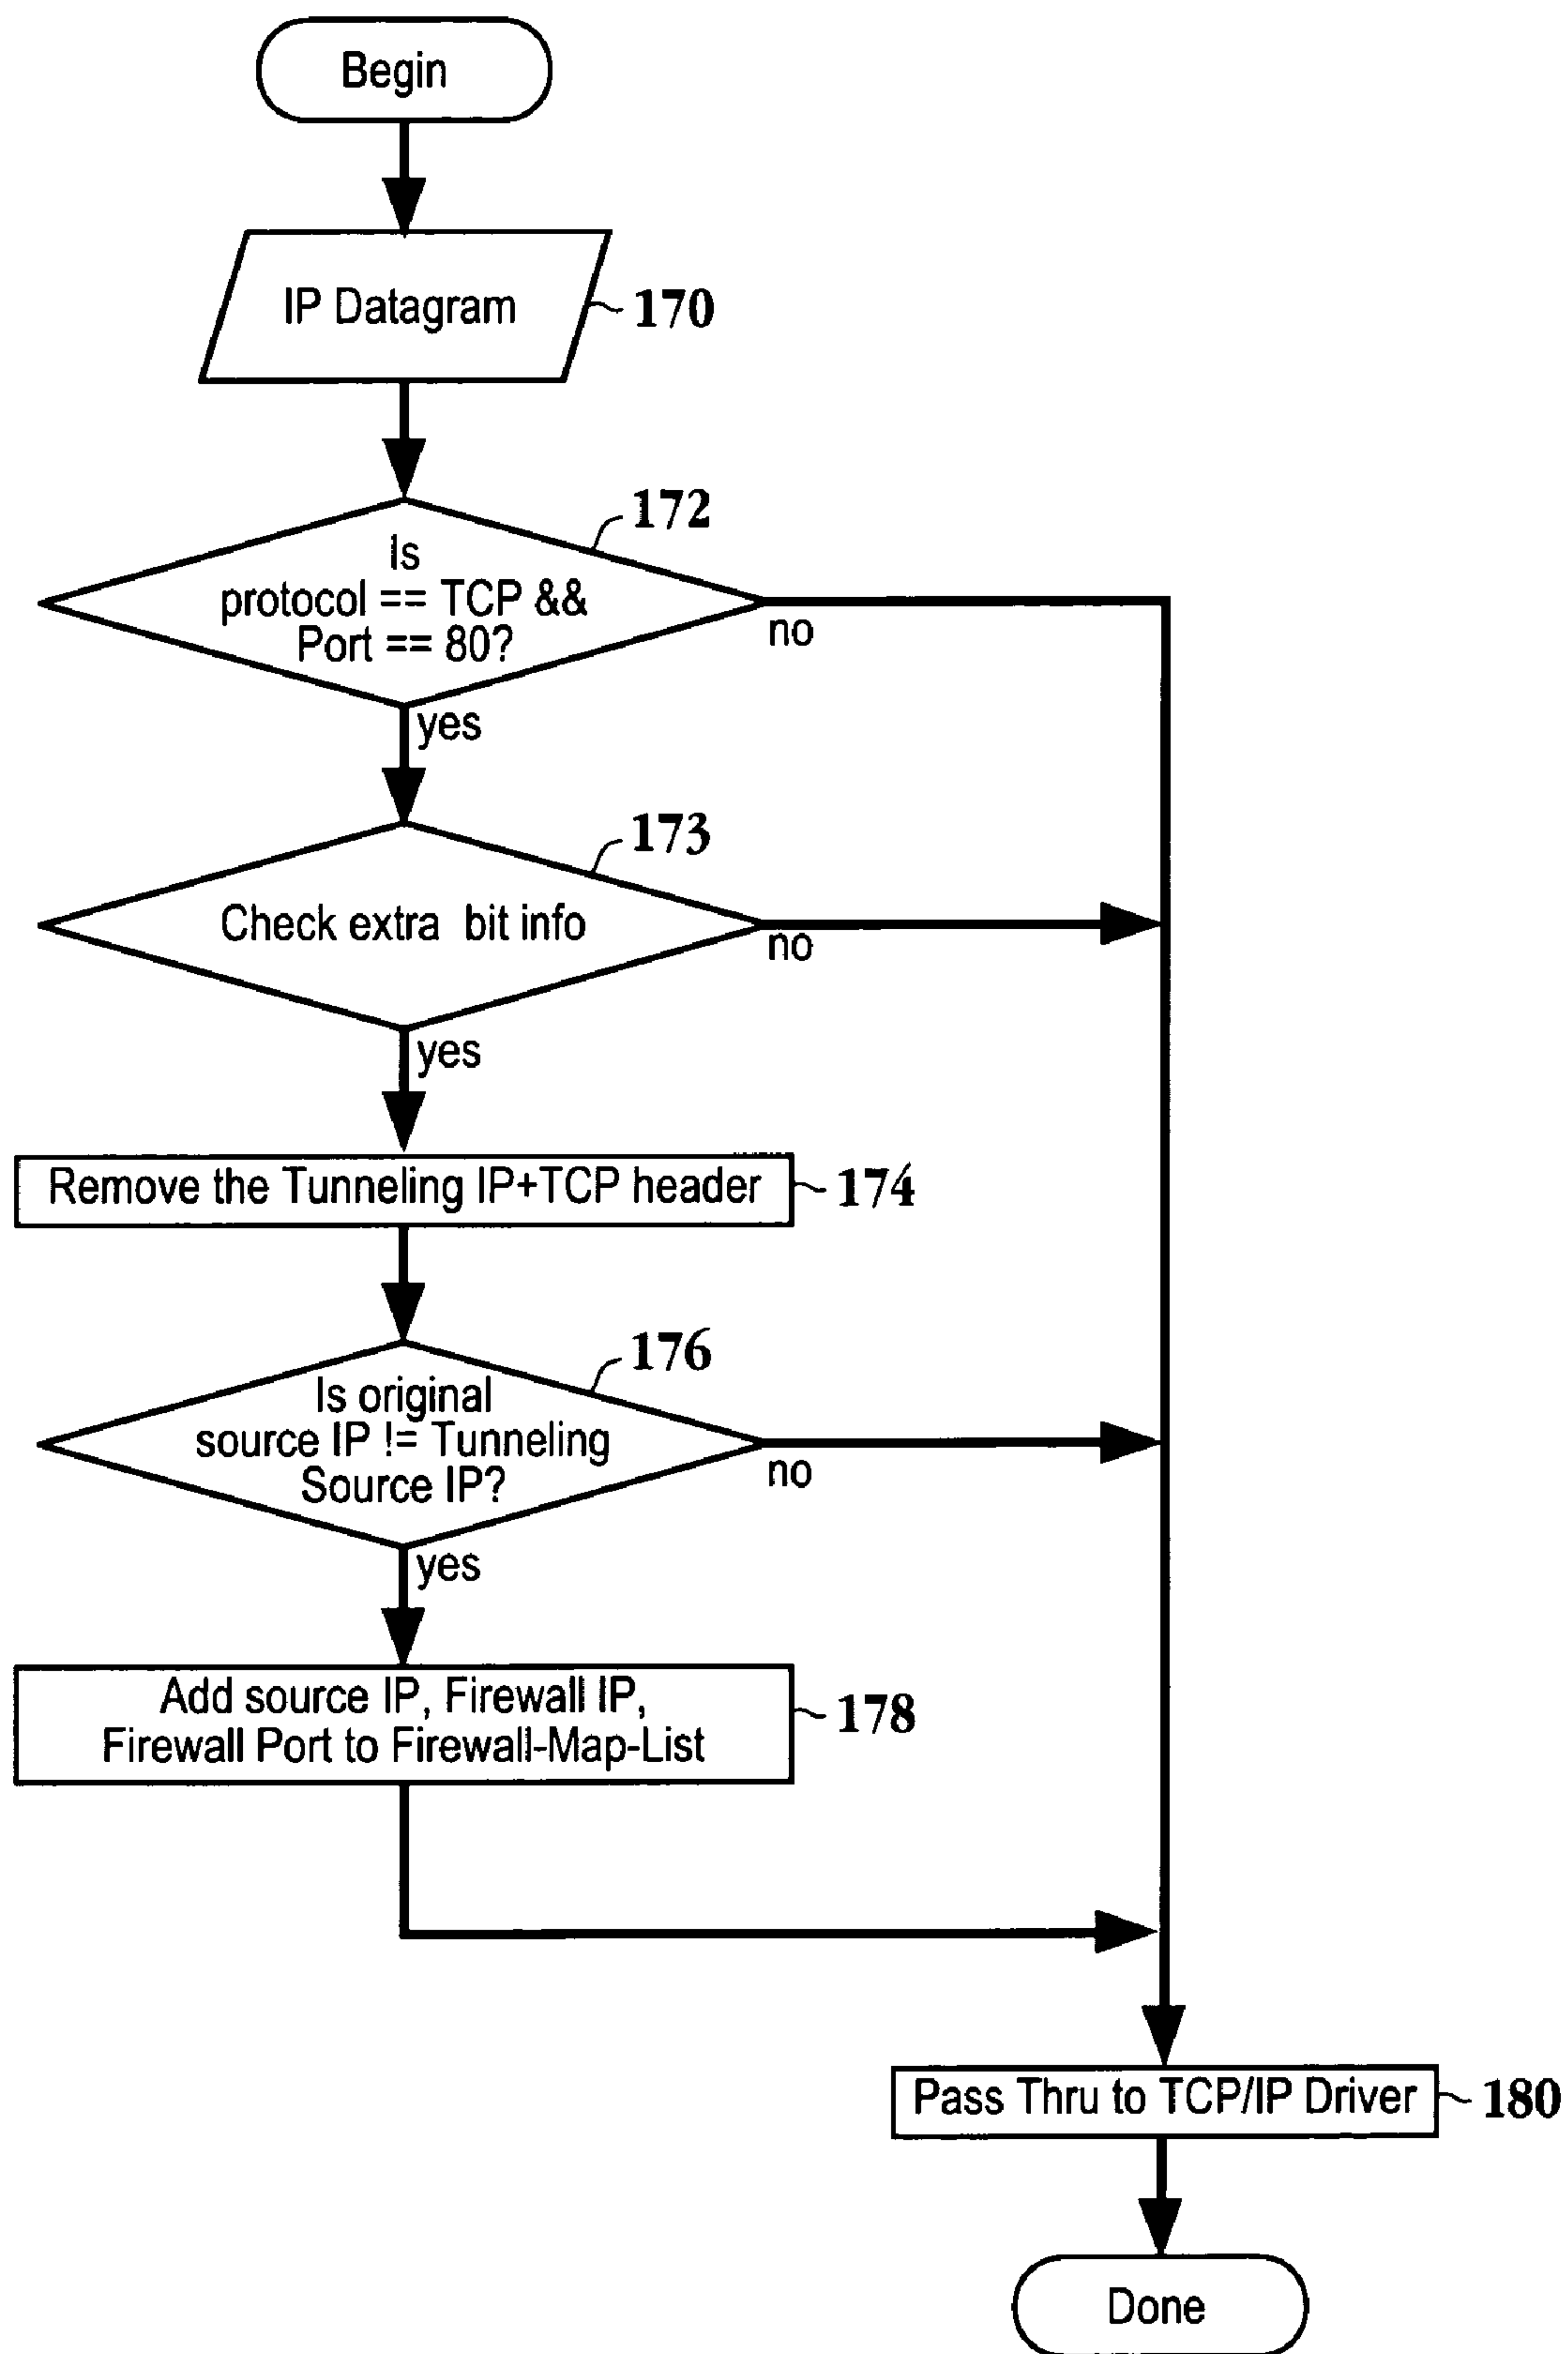 Begin
IP Datagram
170
172
Is
protocol == TCP &&
Port == 80?
no
yes
173
Check extra bit info
no
yes
Remove the Tunneling IP+TCP header
174
176
Is original
source IP != Tunneling
Source IP?
no
yes
Add source IP, Firewall IP,
Firewall Port to Firewall-Map-List
178
Pass Thru to TCP/IP Driver
180
Done